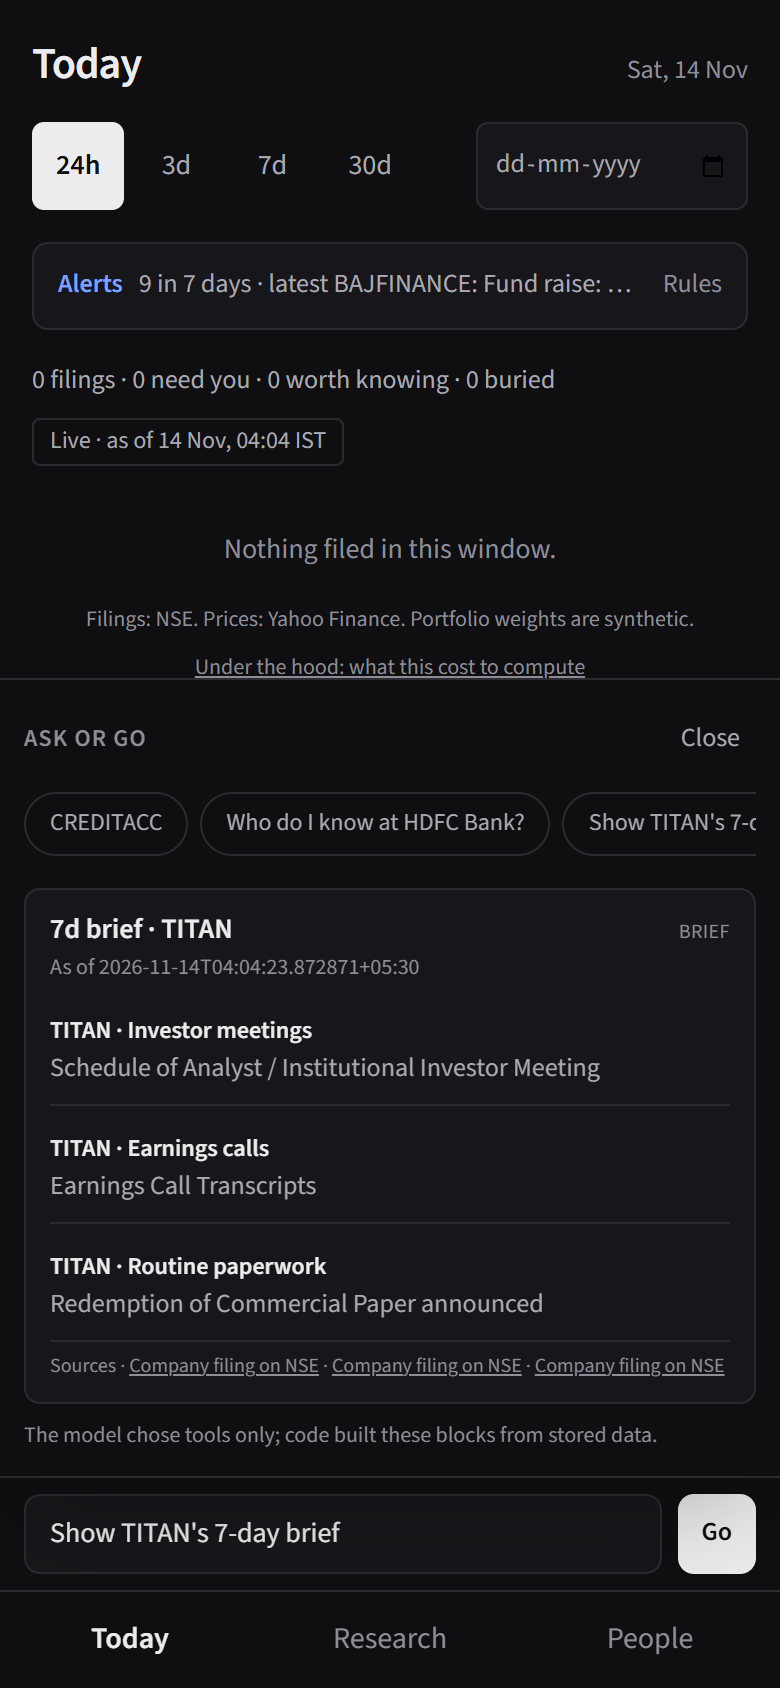 Today
Sat, 14 Nov
24h 3d 7d 30d dd-mm-yyyy
Alerts 9 in 7 days · latest BAJFINANCE: Fund raise: … Rules
0 filings · 0 need you · 0 worth knowing · 0 buried
Live · as of 14 Nov, 04:04 IST
Nothing filed in this window.
Filings: NSE. Prices: Yahoo Finance. Portfolio weights are synthetic.
Under the hood: what this cost to compute
ASK OR GO
Close
CREDITACC Who do I know at HDFC Bank? Show TITAN's 7-d
7d brief · TITAN
BRIEF
As of 2026-11-14T04:04:23.872871+05:30
TITAN · Investor meetings
Schedule of Analyst / Institutional Investor Meeting
TITAN · Earnings calls
Earnings Call Transcripts
TITAN · Routine paperwork
Redemption of Commercial Paper announced
Sources · Company filing on NSE · Company filing on NSE · Company filing on NSE
The model chose tools only; code built these blocks from stored data.
Show TITAN's 7-day brief
Go
Today Research People